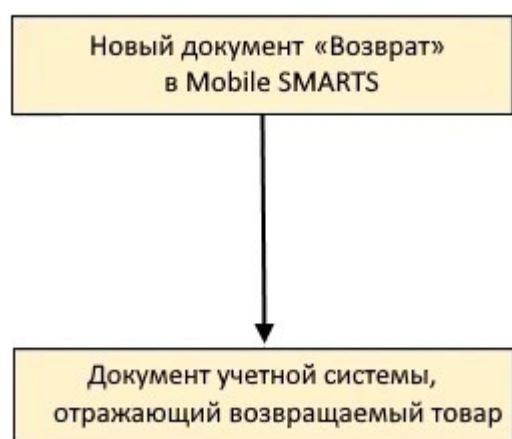 Новый документ «Возврат»
в Mobile SMARTS
Документ учетной системы,
отражающий возвращаемый товар